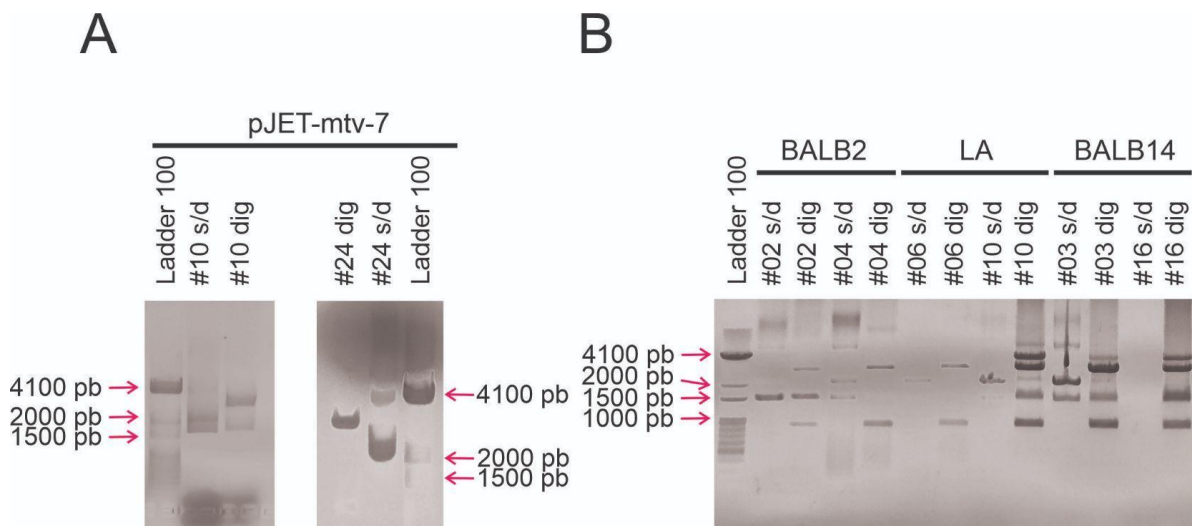 A
pJET-mtv-7
Ladder 100
#10 s/d
#10 dig
#24 dig
#24 s/d
Ladder 100
4100 pb
2000 pb
1500 pb
4100 pb
2000 pb
1500 pb
B
BALB2
LA
BALB14
Ladder 100
#02 s/d
#02 dig
#04 s/d
#04 dig
#06 s/d
#06 dig
#10 s/d
#10 dig
#03 s/d
#03 dig
#16 s/d
#16 dig
4100 pb
2000 pb
1500 pb
1000 pb